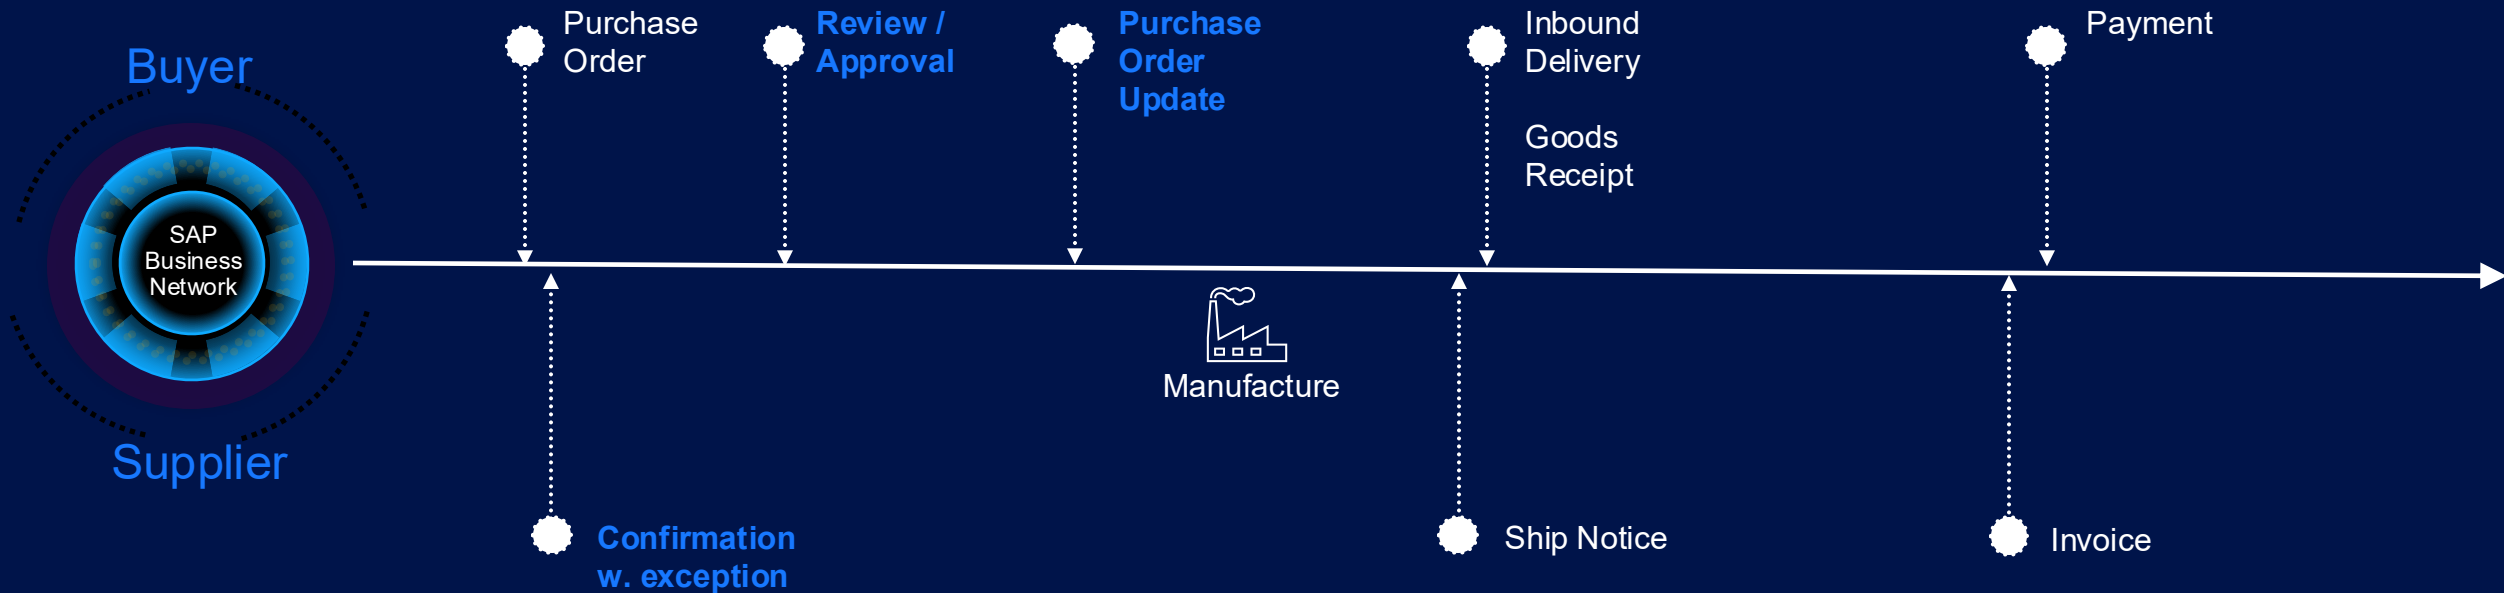 Buyer
SAP
Business
Network
Supplier
Purchase
Order
Review /
Approval
Purchase
Order
Update
Inbound
Delivery
Goods
Receipt
Payment
Manufacture
Confirmation
w. exception
Ship Notice
Invoice